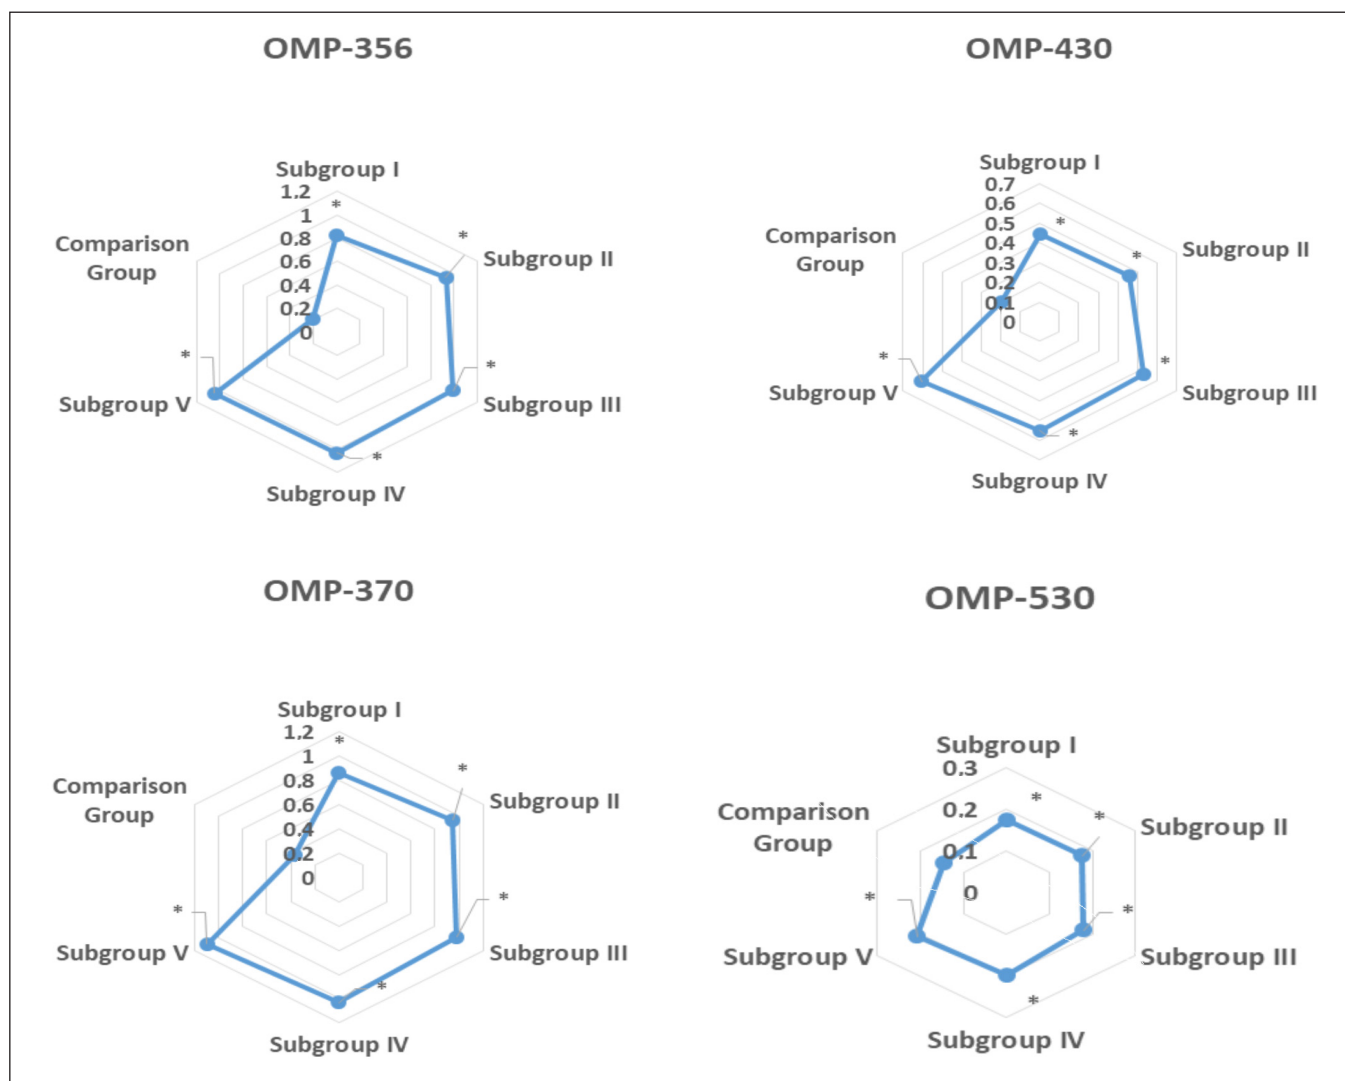 OMP-356
Subgroup I
1,2
*
1
0,8
0,6
0,4
0,2
0
*
Subgroup II
*
Subgroup III
*
Subgroup IV
*
Subgroup V
Comparison
Group
OMP-430
Subgroup I
0,7
0,6
0,5
0,4
0,3
0,2
0,1
0
*
*
Subgroup II
*
Subgroup III
*
Subgroup IV
*
Subgroup V
Comparison
Group
OMP-370
Subgroup I
1,2
*
1
0,8
0,6
0,4
0,2
0
*
Subgroup II
*
Subgroup III
*
Subgroup IV
*
Subgroup V
Comparison
Group
OMP-530
Subgroup I
0,3
0,2
0,1
0
*
*
Subgroup II
*
Subgroup III
*
Subgroup IV
*
Subgroup V
Comparison
Group